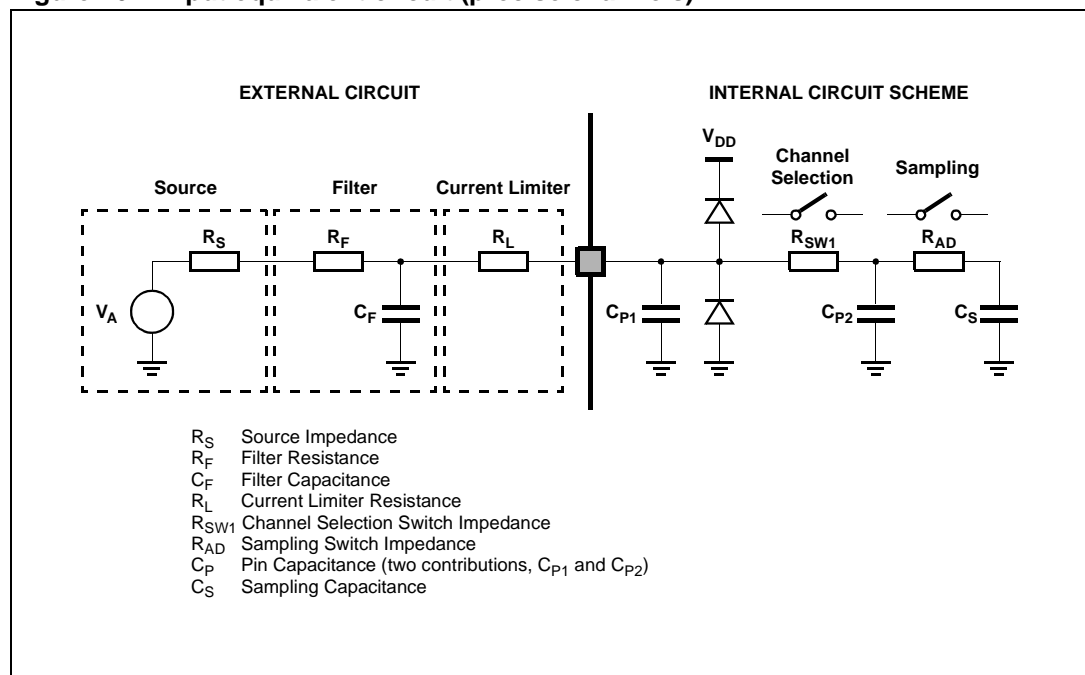 EXTERNAL CIRCUIT
INTERNAL CIRCUIT SCHEME
VDD
Channel
Selection
Sampling
Source
Filter
Current Limiter
RS
RF
RL
RSW1
RAD
VA
CF
CP1
CP2
CS
RS Source Impedance
RF Filter Resistance
CF Filter Capacitance
RL Current Limiter Resistance
RSW1 Channel Selection Switch Impedance
RAD Sampling Switch Impedance
CP Pin Capacitance (two contributions, CP1 and CP2)
CS Sampling Capacitance